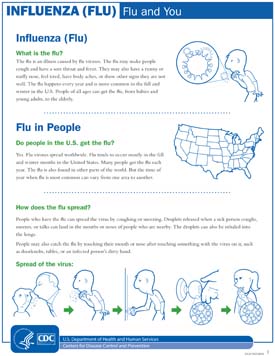 INFLUENZA (FLU) Flu and You
Influenza (Flu)
What is the flu?
The flu is an illness caused by flu viruses. The flu may make people
cough and have a sore throat and fever. They may also have a runny or
stuffy nose, feel tired, have body aches, or show other signs they are not
well. The flu happens every year and is more common in the fall and
winter in the U.S. People of all ages can get the flu, from babies and
young adults, to the elderly.
Flu in People
Do people in the U.S. get the flu?
Yes. Flu viruses spread worldwide. Flu tends to occur mostly in the fall
and winter months in the United States. Many people get the flu each
year. The flu is also found in other parts of the world. But the time of
year when flu is most common can vary from one area to another.
How does the flu spread?
People who have the flu can spread the virus by coughing or sneezing. Droplets released when a sick person coughs,
sneezes, or talks can land in the mouths or noses of people who are nearby. The droplets can also be inhaled into
the lungs.
People may also catch the flu by touching their mouth or nose after touching something with the virus on it, such
as doorknobs, tables, or an infected person's dirty hand.
Spread of the virus:
CDC
U.S. Department of Health and Human Services
Centers for Disease Control and Prevention
1